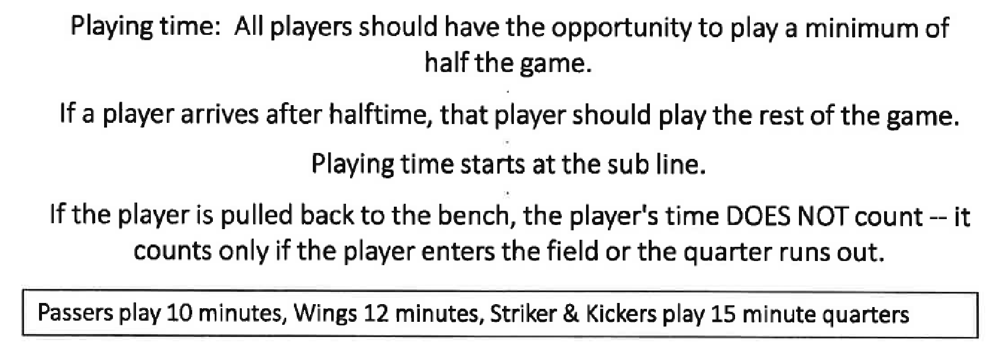 Playing time:  All players should have the opportunity to play a minimum of
half the game.
If a player arrives after halftime, that player should play the rest of the game.
Playing time starts at the sub line.
If the player is pulled back to the bench, the player's time DOES NOT count -- it
counts only if the player enters the field or the quarter runs out.
Passers play 10 minutes, Wings 12 minutes, Striker & Kickers play 15 minute quarters